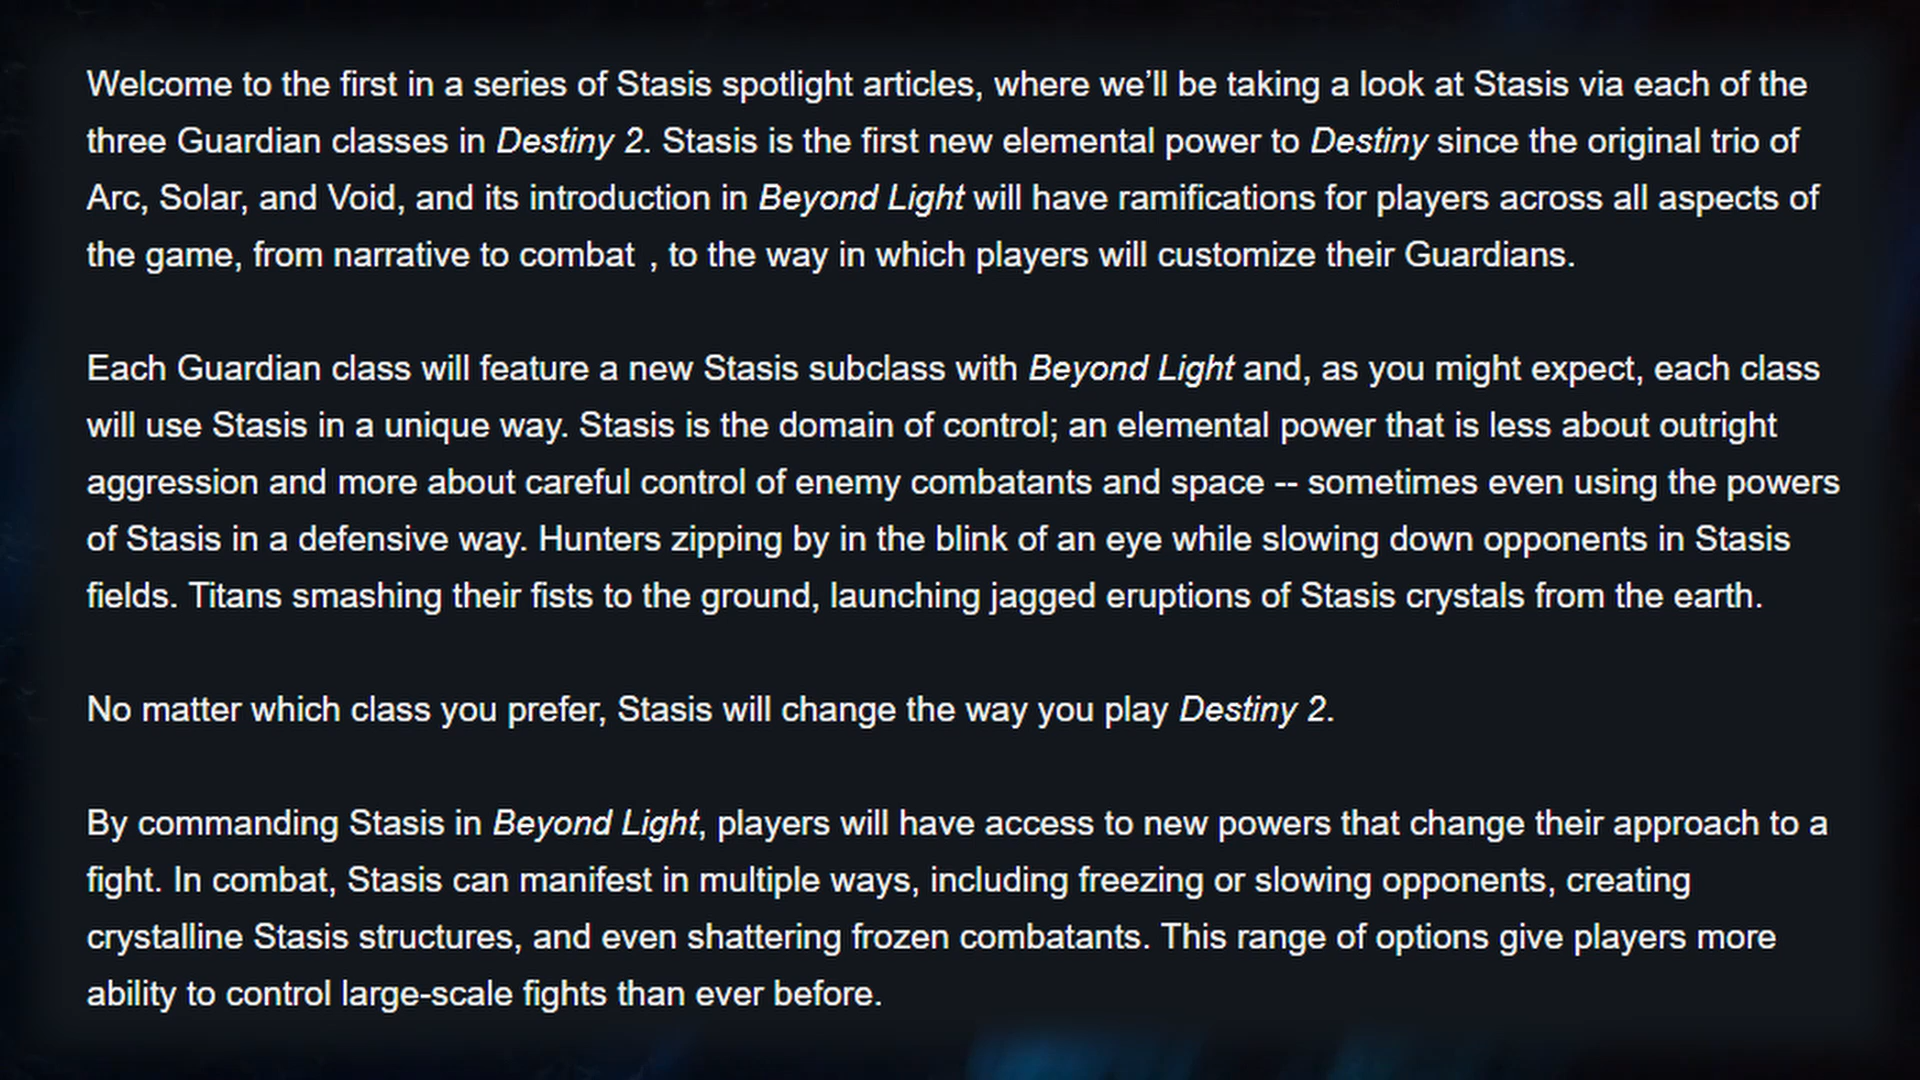 Welcome to the first in a series of Stasis spotlight articles, where we’ll be taking a look at Stasis via each of the
three Guardian classes in Destiny 2. Stasis is the first new elemental power to Destiny since the original trio of
Arc, Solar, and Void, and its introduction in Beyond Light will have ramifications for players across all aspects of
the game, from narrative to combat , to the way in which players will customize their Guardians.
Each Guardian class will feature a new Stasis subclass with Beyond Light and, as you might expect, each class
will use Stasis in a unique way. Stasis is the domain of control; an elemental power that is less about outright
aggression and more about careful control of enemy combatants and space -- sometimes even using the powers
of Stasis in a defensive way. Hunters zipping by in the blink of an eye while slowing down opponents in Stasis
fields. Titans smashing their fists to the ground, launching jagged eruptions of Stasis crystals from the earth.
No matter which class you prefer, Stasis will change the way you play Destiny 2.
By commanding Stasis in Beyond Light, players will have access to new powers that change their approach to a
fight. In combat, Stasis can manifest in multiple ways, including freezing or slowing opponents, creating
crystalline Stasis structures, and even shattering frozen combatants. This range of options give players more
ability to control large-scale fights than ever before.